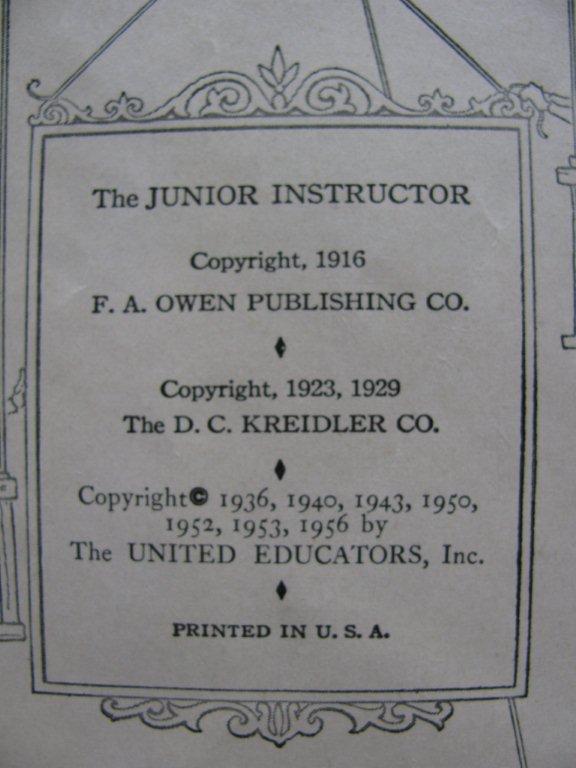 The JUNIOR INSTRUCTOR
Copyright, 1916
F. A. OWEN PUBLISHING CO.
Copyright, 1923, 1929
The D. C. KREIDLER CO.
Copyright© 1936, 1940, 1943, 1950,
1952, 1953, 1956 by
The UNITED EDUCATORS, Inc.
PRINTED IN U. S. A.